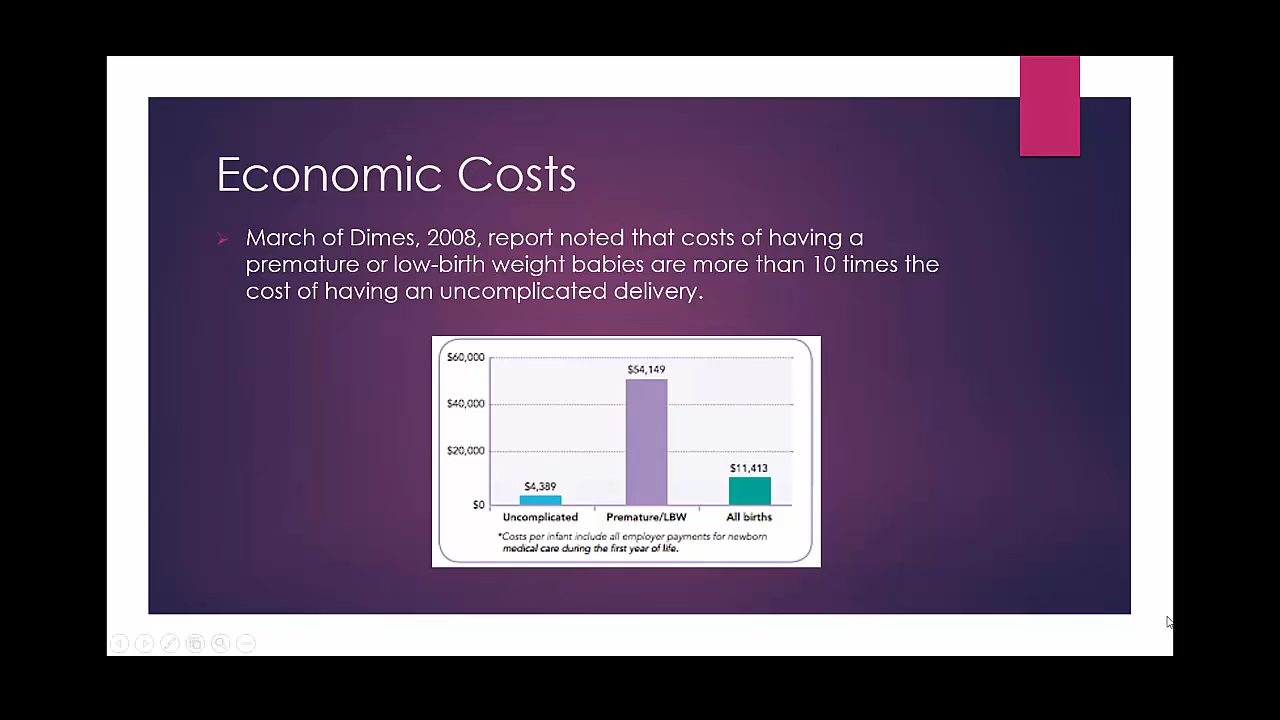 Economic Costs
March of Dimes, 2008, report noted that costs of having a
premature or low-birth weight babies are more than 10 times the
cost of having an uncomplicated delivery.
$60,000
$54,149
$40,000
$20,000
$11,413
$4,389
$0
Uncomplicated Premature/LBW All births
*Costs per infant include all employer payments for newborn
medical care during the first year of life.